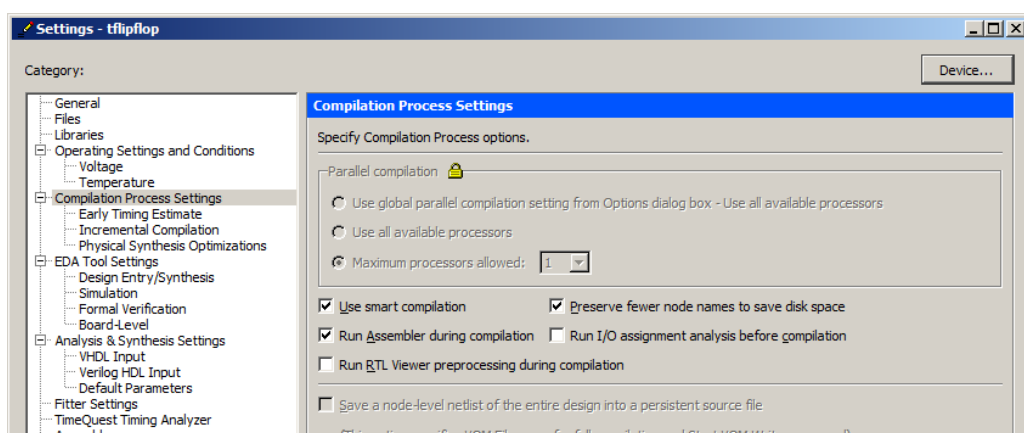 Settings - tflipflop
Category:
Device...
General
Files
Libraries
Operating Settings and Conditions
Voltage
Temperature
Compilation Process Settings
Early Timing Estimate
Incremental Compilation
Physical Synthesis Optimizations
EDA Tool Settings
Design Entry/Synthesis
Simulation
Formal Verification
Board-Level
Analysis & Synthesis Settings
VHDL Input
Verilog HDL Input
Default Parameters
Fitter Settings
TimeQuest Timing Analyzer
Compilation Process Settings
Specify Compilation Process options.
Parallel compilation
Use global parallel compilation setting from Options dialog box - Use all available processors
Use all available processors
Maximum processors allowed: 1
Use smart compilation Preserve fewer node names to save disk space
Run Assembler during compilation Run I/O assignment analysis before compilation
Run RTL Viewer preprocessing during compilation
Save a node-level netlist of the entire design into a persistent source file